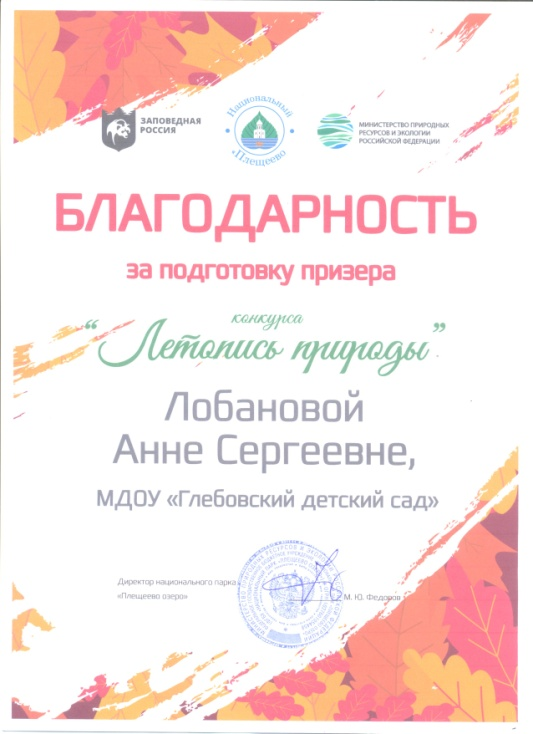 ЗАПОВЕДНАЯ
РОССИЯ
Национальный
«Плещеево
МИНИСТЕРСТВО ПРИРОДНЫХ
РЕСУРСОВ И ЭКОЛОГИИ
РОССИЙСКОЙ ФЕДЕРАЦИИ
БЛАГОДАРНОСТЬ
за подготовку призера
конкурса
“Летопись природы”
Лобановой
Анне Сергеевне,
МДОУ «Глебовский детский сад»
Директор национального парка
«Плещеево озеро»
М. Ю. Федоров